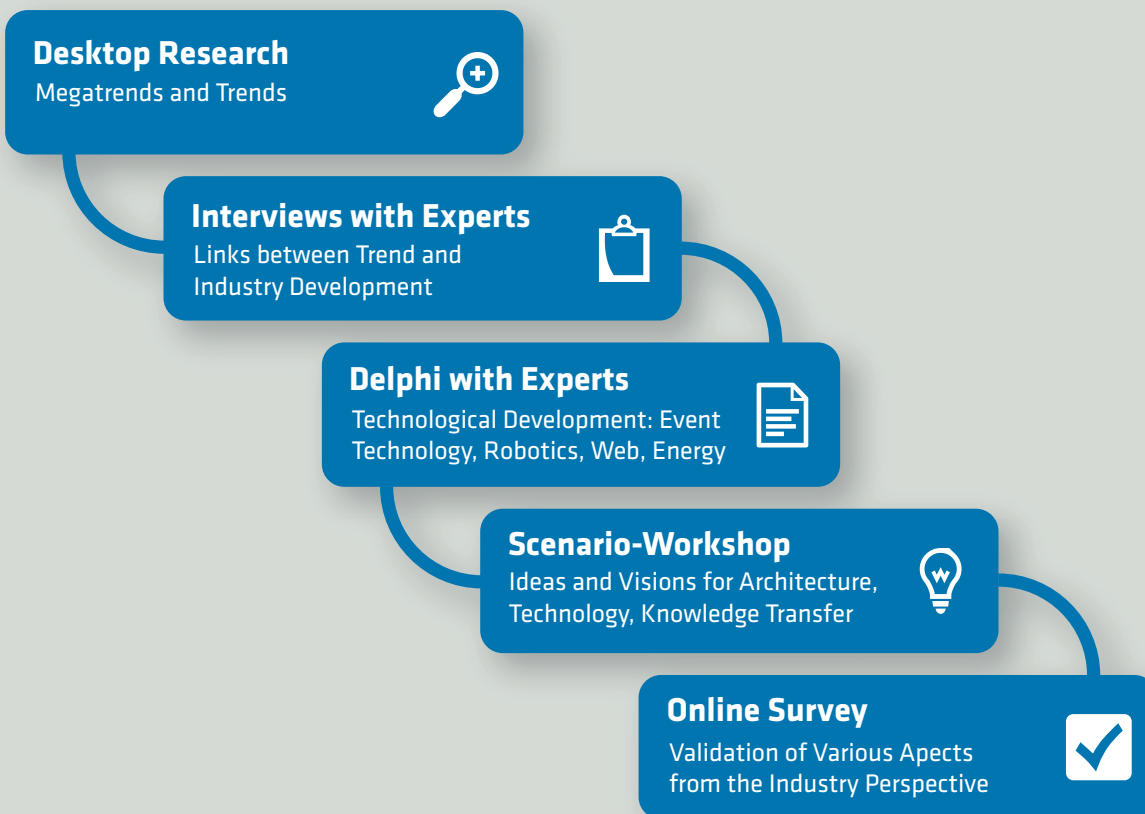 Desktop Research
Megatrends and Trends
Interviews with Experts
Links between Trend and
Industry Development
Delphi with Experts
Technological Development: Event
Technology, Robotics, Web, Energy
Scenario-Workshop
Ideas and Visions for Architecture,
Technology, Knowledge Transfer
Online Survey
Validation of Various Apects
from the Industry Perspective